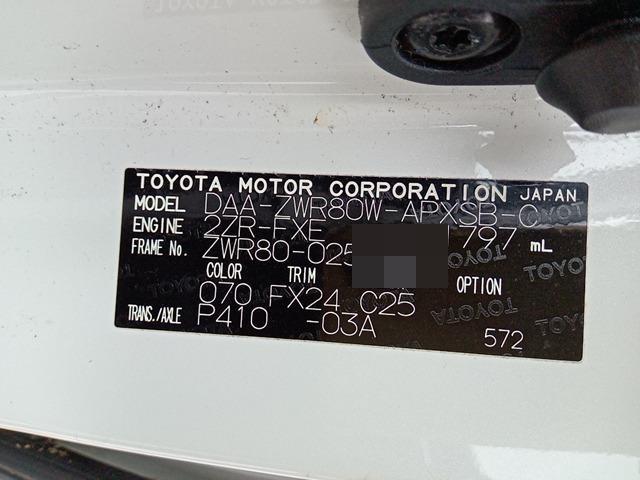 TOYOTA MOTOR CORPORATION JAPAN
MODEL DAA-ZWR80W-APXSB-C
ENGINE 2ZR-FXE 797 mL
FRAME No. ZWR80-025
COLOR TRIM OPTION
070 FX24 C25
TRANS./AXLE P410 -03A
572